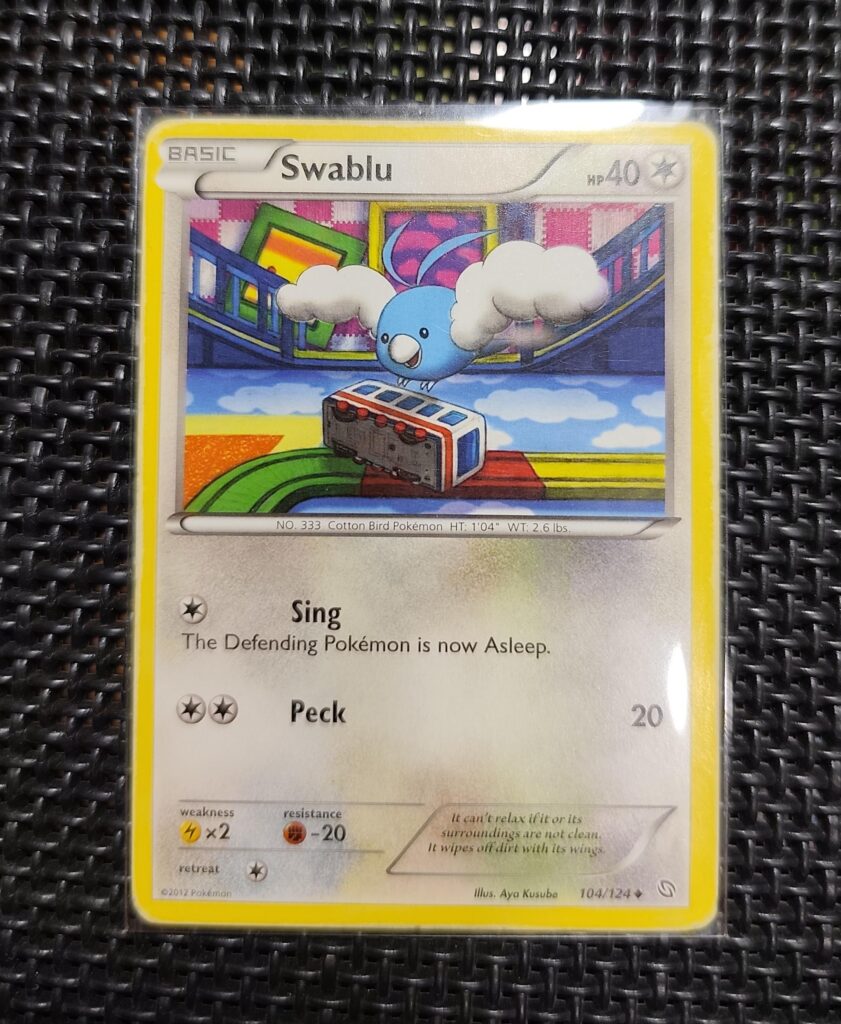 BASIC
Swablu
HP40
NO. 333 Cotton Bird Pokémon HT: 1'04" WT: 2.6 lbs.
Sing
The Defending Pokémon is now Asleep.
Peck 20
weakness
×2
resistance
-20
It can't relax if it or its
surroundings are not clean.
It wipes off dirt with its wings.
retreat
©2012 Pokémon
Illus. Aya Kusube
104/124